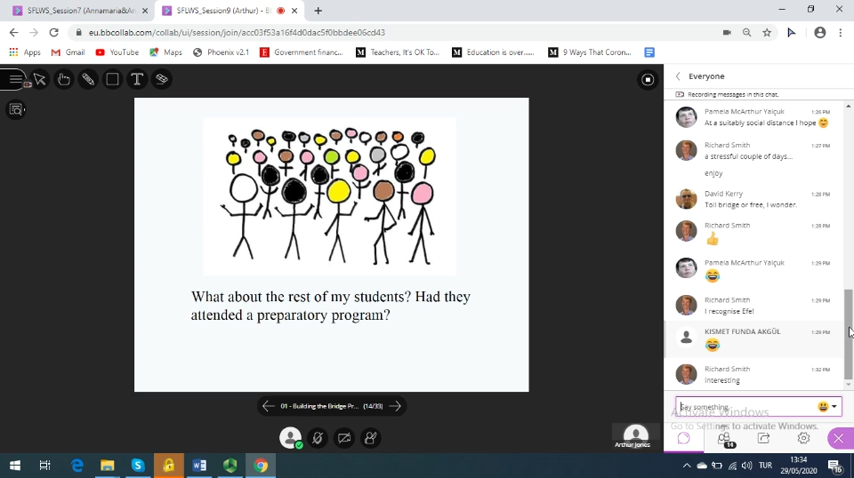 SFLWS_Session7 (Annamaria&Ar
SFLWS_Session9 (Arthur) - Bl
eu.bbcollab.com/collab/ui/session/join/acc03f53a16f4d0dac5f0bbdee06cd43
Apps
Gmail
YouTube
Maps
Phoenix v2.1
Government financ...
Teachers, It's OK To...
Education is over......
9 Ways That Coron...
Everyone
Recording messages in this chat.
Pamela McArthur Yalçuk
At a suitably social distance I hope 😊
Richard Smith 1:27 PM
a stressful couple of days...
enjoy
David Kerry 1:28 PM
Toll bridge or free, I wonder.
Richard Smith 1:28 PM
👍
Pamela McArthur Yalçuk 1:29 PM
😂
Richard Smith 1:29 PM
I recognise Efe!
KISMET FUNDA AKGÜL
😂
Richard Smith 1:32 PM
Interesting
What about the rest of my students? Had they
attended a preparatory program?
01 - Building the Bridge Pr... (14/33)
Say something
Activate Windows
Go to Settings to activate Windows.
Arthur Jones
14
TUR
13:34
29/05/2020